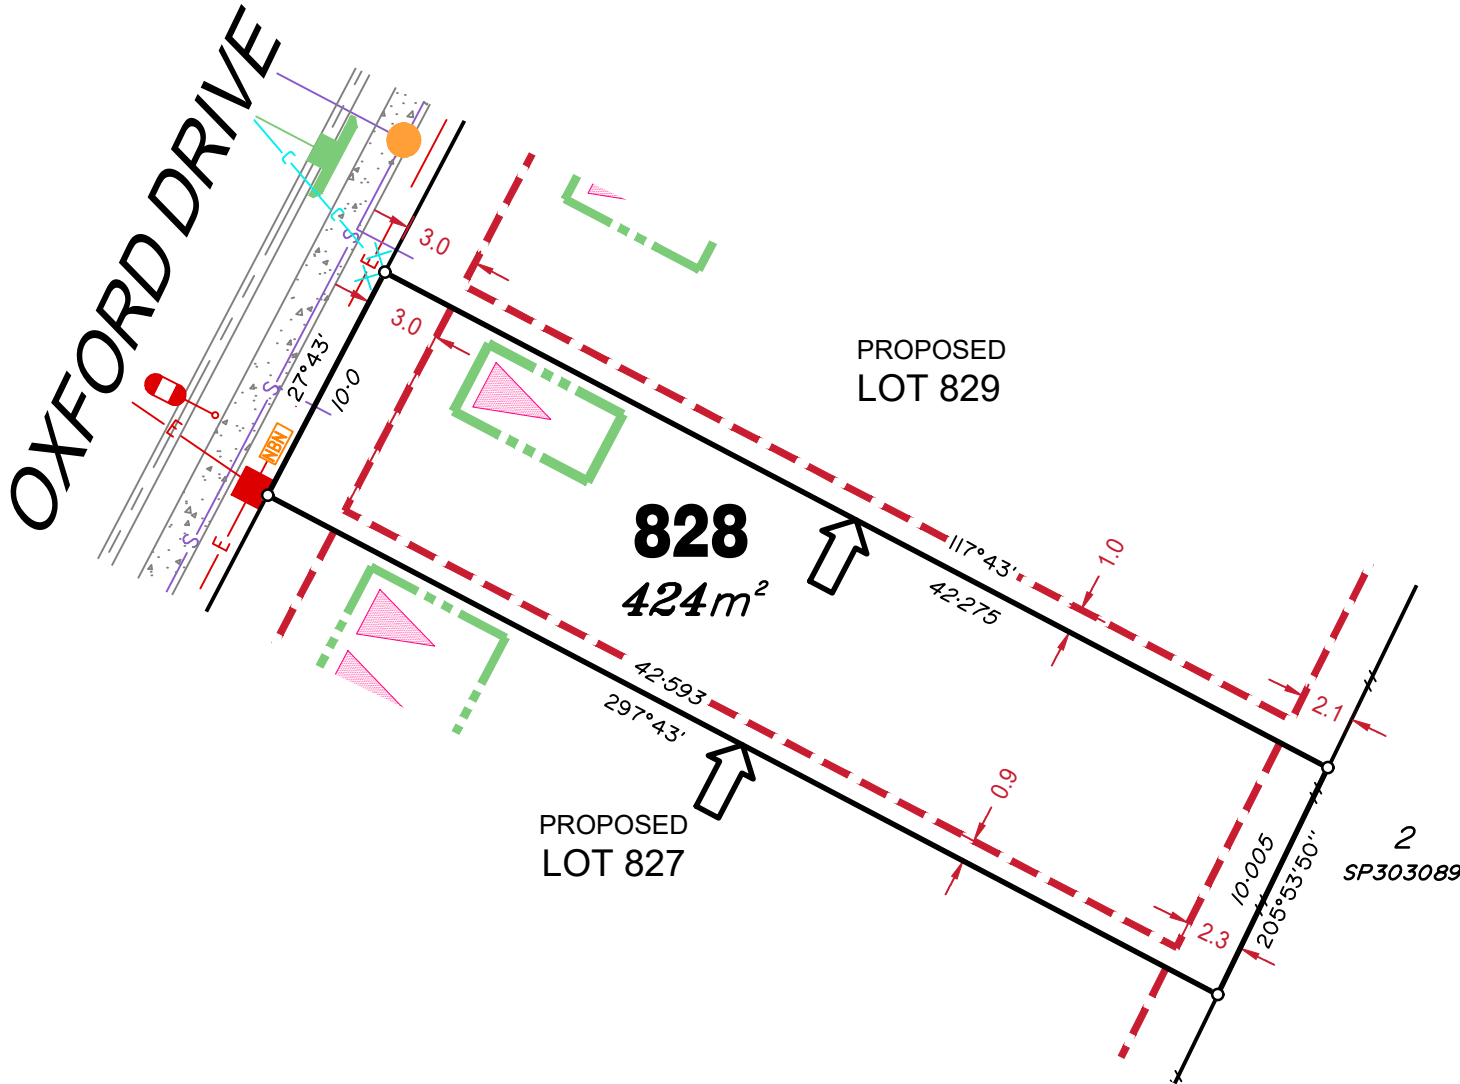 OXFORD DRIVE
C
C
S
E
3.0
3.0
27°43'
10·0
S
E
NBN
S
E
PROPOSED
LOT 829
828
424m²
117°43'
42·275
1.0
42·593
297°43'
2.1
PROPOSED
LOT 827
0.9
10·005
205°53'50"
2.3
2
SP303089